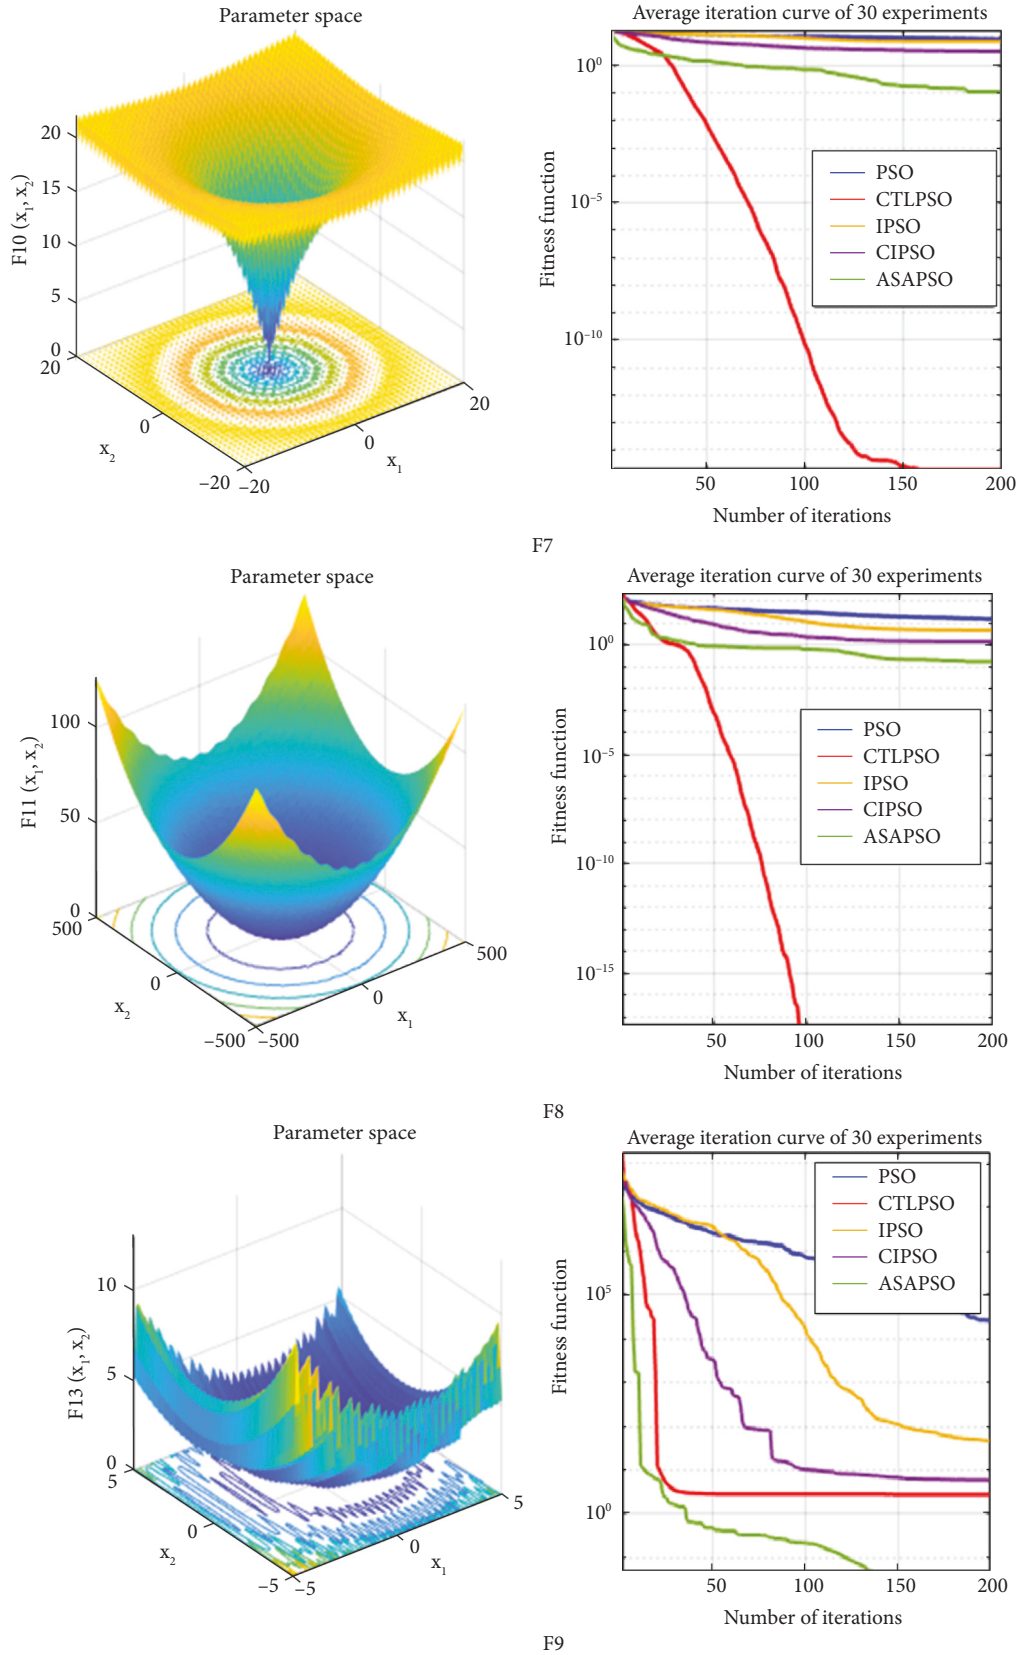 Parameter space
20
15
10
5
0
F10 (x1, x2)
20
0
–20
x2
–20
0
20
x1
Average iteration curve of 30 experiments
10^0
10^–5
10^–10
Fitness function
PSO
CTLPSO
IPSO
CIPSO
ASAPSO
50
100
150
200
Number of iterations
F7
Parameter space
100
50
0
F11 (x1, x2)
500
0
–500
x2
–500
0
500
x1
Average iteration curve of 30 experiments
10^0
10^–5
10^–10
10^–15
Fitness function
PSO
CTLPSO
IPSO
CIPSO
ASAPSO
50
100
150
200
Number of iterations
F8
Parameter space
10
5
0
F13 (x1, x2)
5
0
–5
x2
–5
0
5
x1
Average iteration curve of 30 experiments
10^5
10^0
Fitness function
PSO
CTLPSO
IPSO
CIPSO
ASAPSO
50
100
150
200
Number of iterations
F9